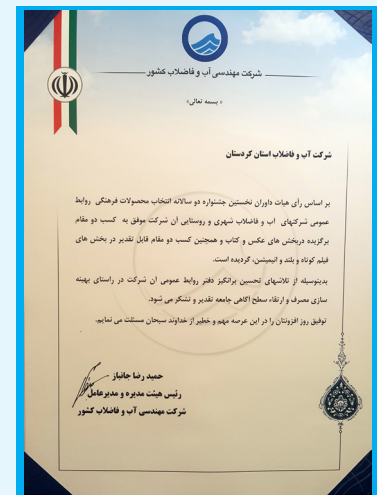 شرکت مهندسی آب و فاضلاب کشور
« بسمه تعالی»
شرکت آب و فاضلاب استان کردستان
بر اساس رأی هیات داوران نخستین جشنواره دو سالانه انتخاب محصولات فرهنگی روابط
عمومی شرکتهای آب و فاضلاب شهری و روستایی آن شرکت موفق به کسب دو مقام
برگزیده دربخش های عکس و کتاب و همچنین کسب دو مقام قابل تقدیر در بخش های
فیلم کوتاه و بلند و انیمیشن، گردیده است.
بدینوسیله از تلاشهای تحسین برانگیز دفتر روابط عمومی آن شرکت در راستای بهینه
سازی مصرف و ارتقاء سطح آگاهی جامعه تقدیر و تشکر می شود.
توفیق روز افزونتان را در این عرصه مهم و خطیر از خداوند سبحان مسئلت می نمایم.
حمید رضا جانباز
رئیس هیئت مدیره و مدیرعامل
شرکت مهندسی آب و فاضلاب کشور